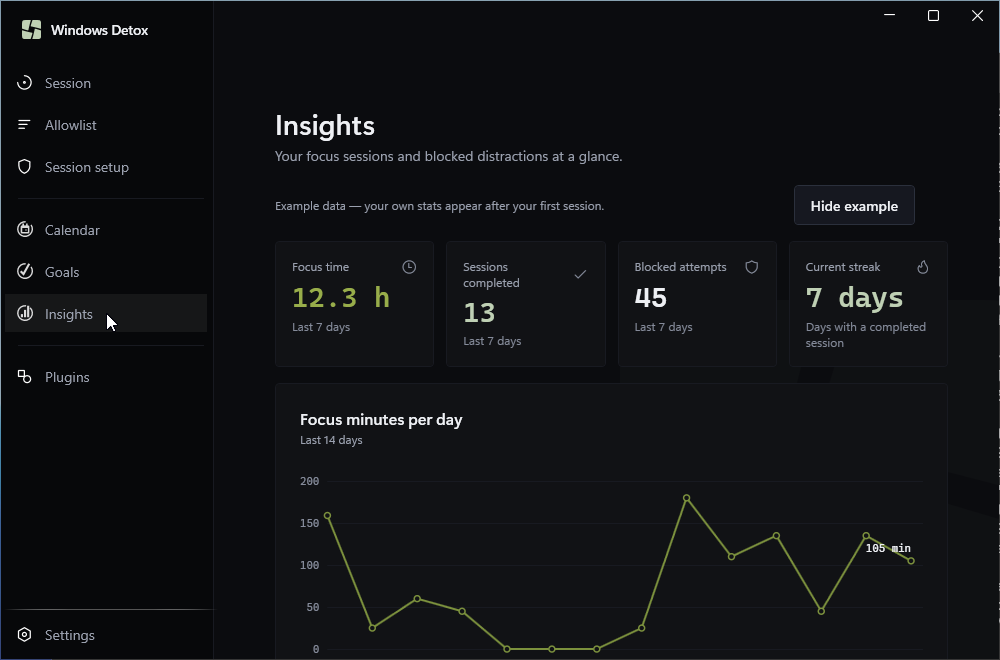 Windows Detox
Session
Allowlist
Session setup
Calendar
Goals
Insights
Plugins
Settings
Insights
Your focus sessions and blocked distractions at a glance.
Example data — your own stats appear after your first session.
Hide example
Focus time
12.3 h
Last 7 days
Sessions
completed
13
Last 7 days
Blocked attempts
45
Last 7 days
Current streak
7 days
Days with a completed
session
Focus minutes per day
Last 14 days
200
150
100
50
0
105 min